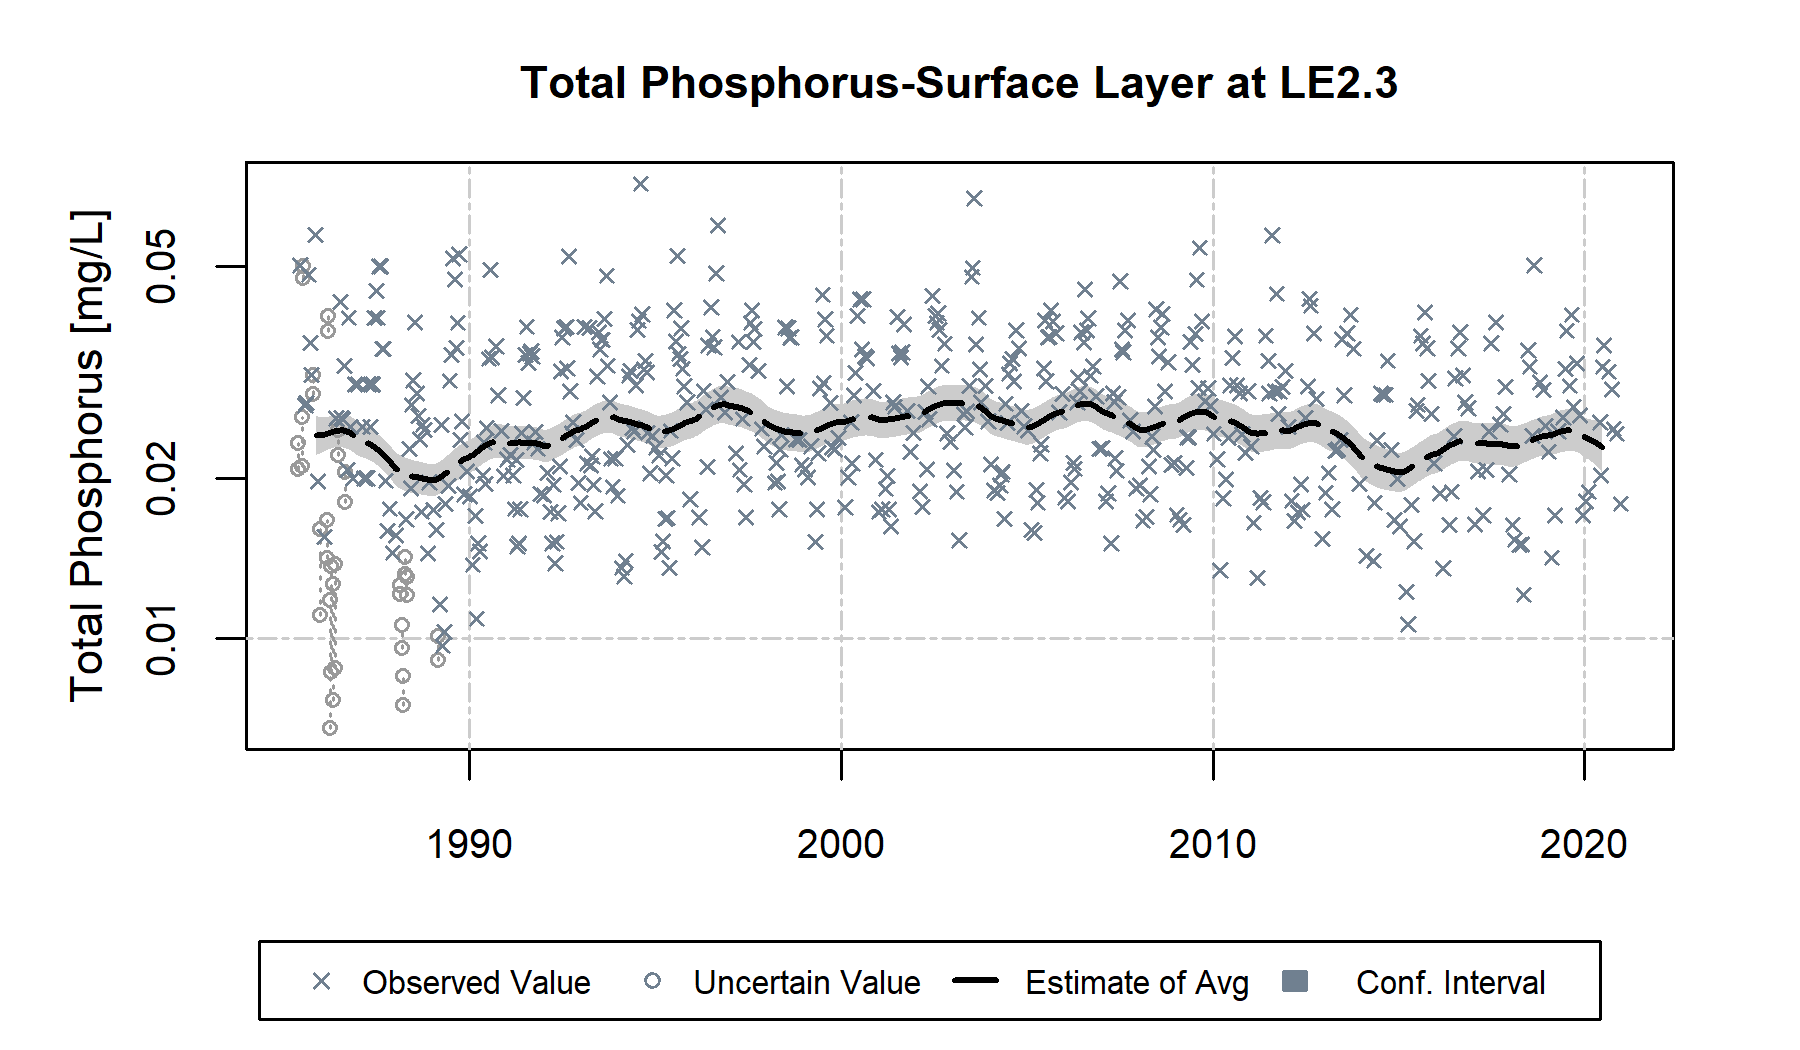 Total Phosphorus-Surface Layer at LE2.3
Total Phosphorus [mg/L]
0.05
0.02
0.01
1990 2000 2010 2020
Observed Value Uncertain Value Estimate of Avg Conf. Interval